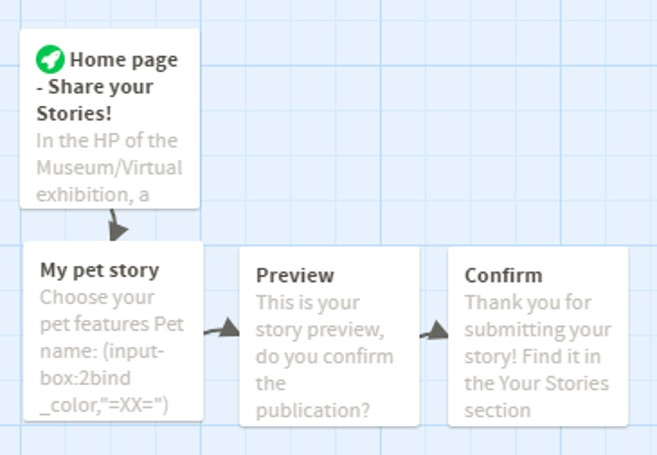 Home page
- Share your
Stories!
In the HP of the
Museum/Virtual
exhibition, a
My pet story
Choose your
pet features Pet
name: (input-
box:2bind
_color,"=XX=")
Preview
This is your
story preview,
do you confirm
the
publication?
Confirm
Thank you for
submitting your
story! Find it in
the Your Stories
section